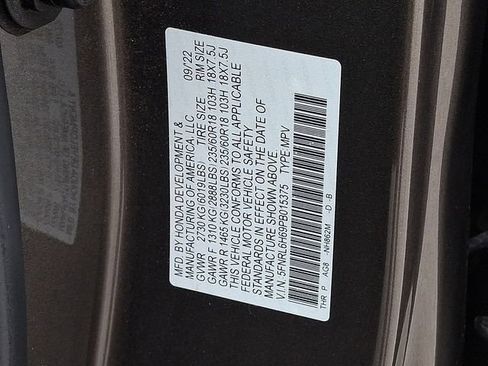 MFD. BY HONDA DEVELOPMENT &
MANUFACTURING OF AMERICA, LLC 09/22
GVWR 2730 KG(6019LBS) TIRE SIZE RIM SIZE
GAWR F 1310 KG(2888LBS) 235/60R18 103H 18X7.5J
GAWR R 1465 KG(3230LBS) 235/60R18 103H 18X7.5J
THIS VEHICLE CONFORMS TO ALL APPLICABLE
FEDERAL MOTOR VEHICLE SAFETY
STANDARDS IN EFFECT ON THE DATE OF
MANUFACTURE SHOWN ABOVE.
V.I.N. 5FNRL6H69PB015375 TYPE MPV
THR P AG8 -NH862M -D -B